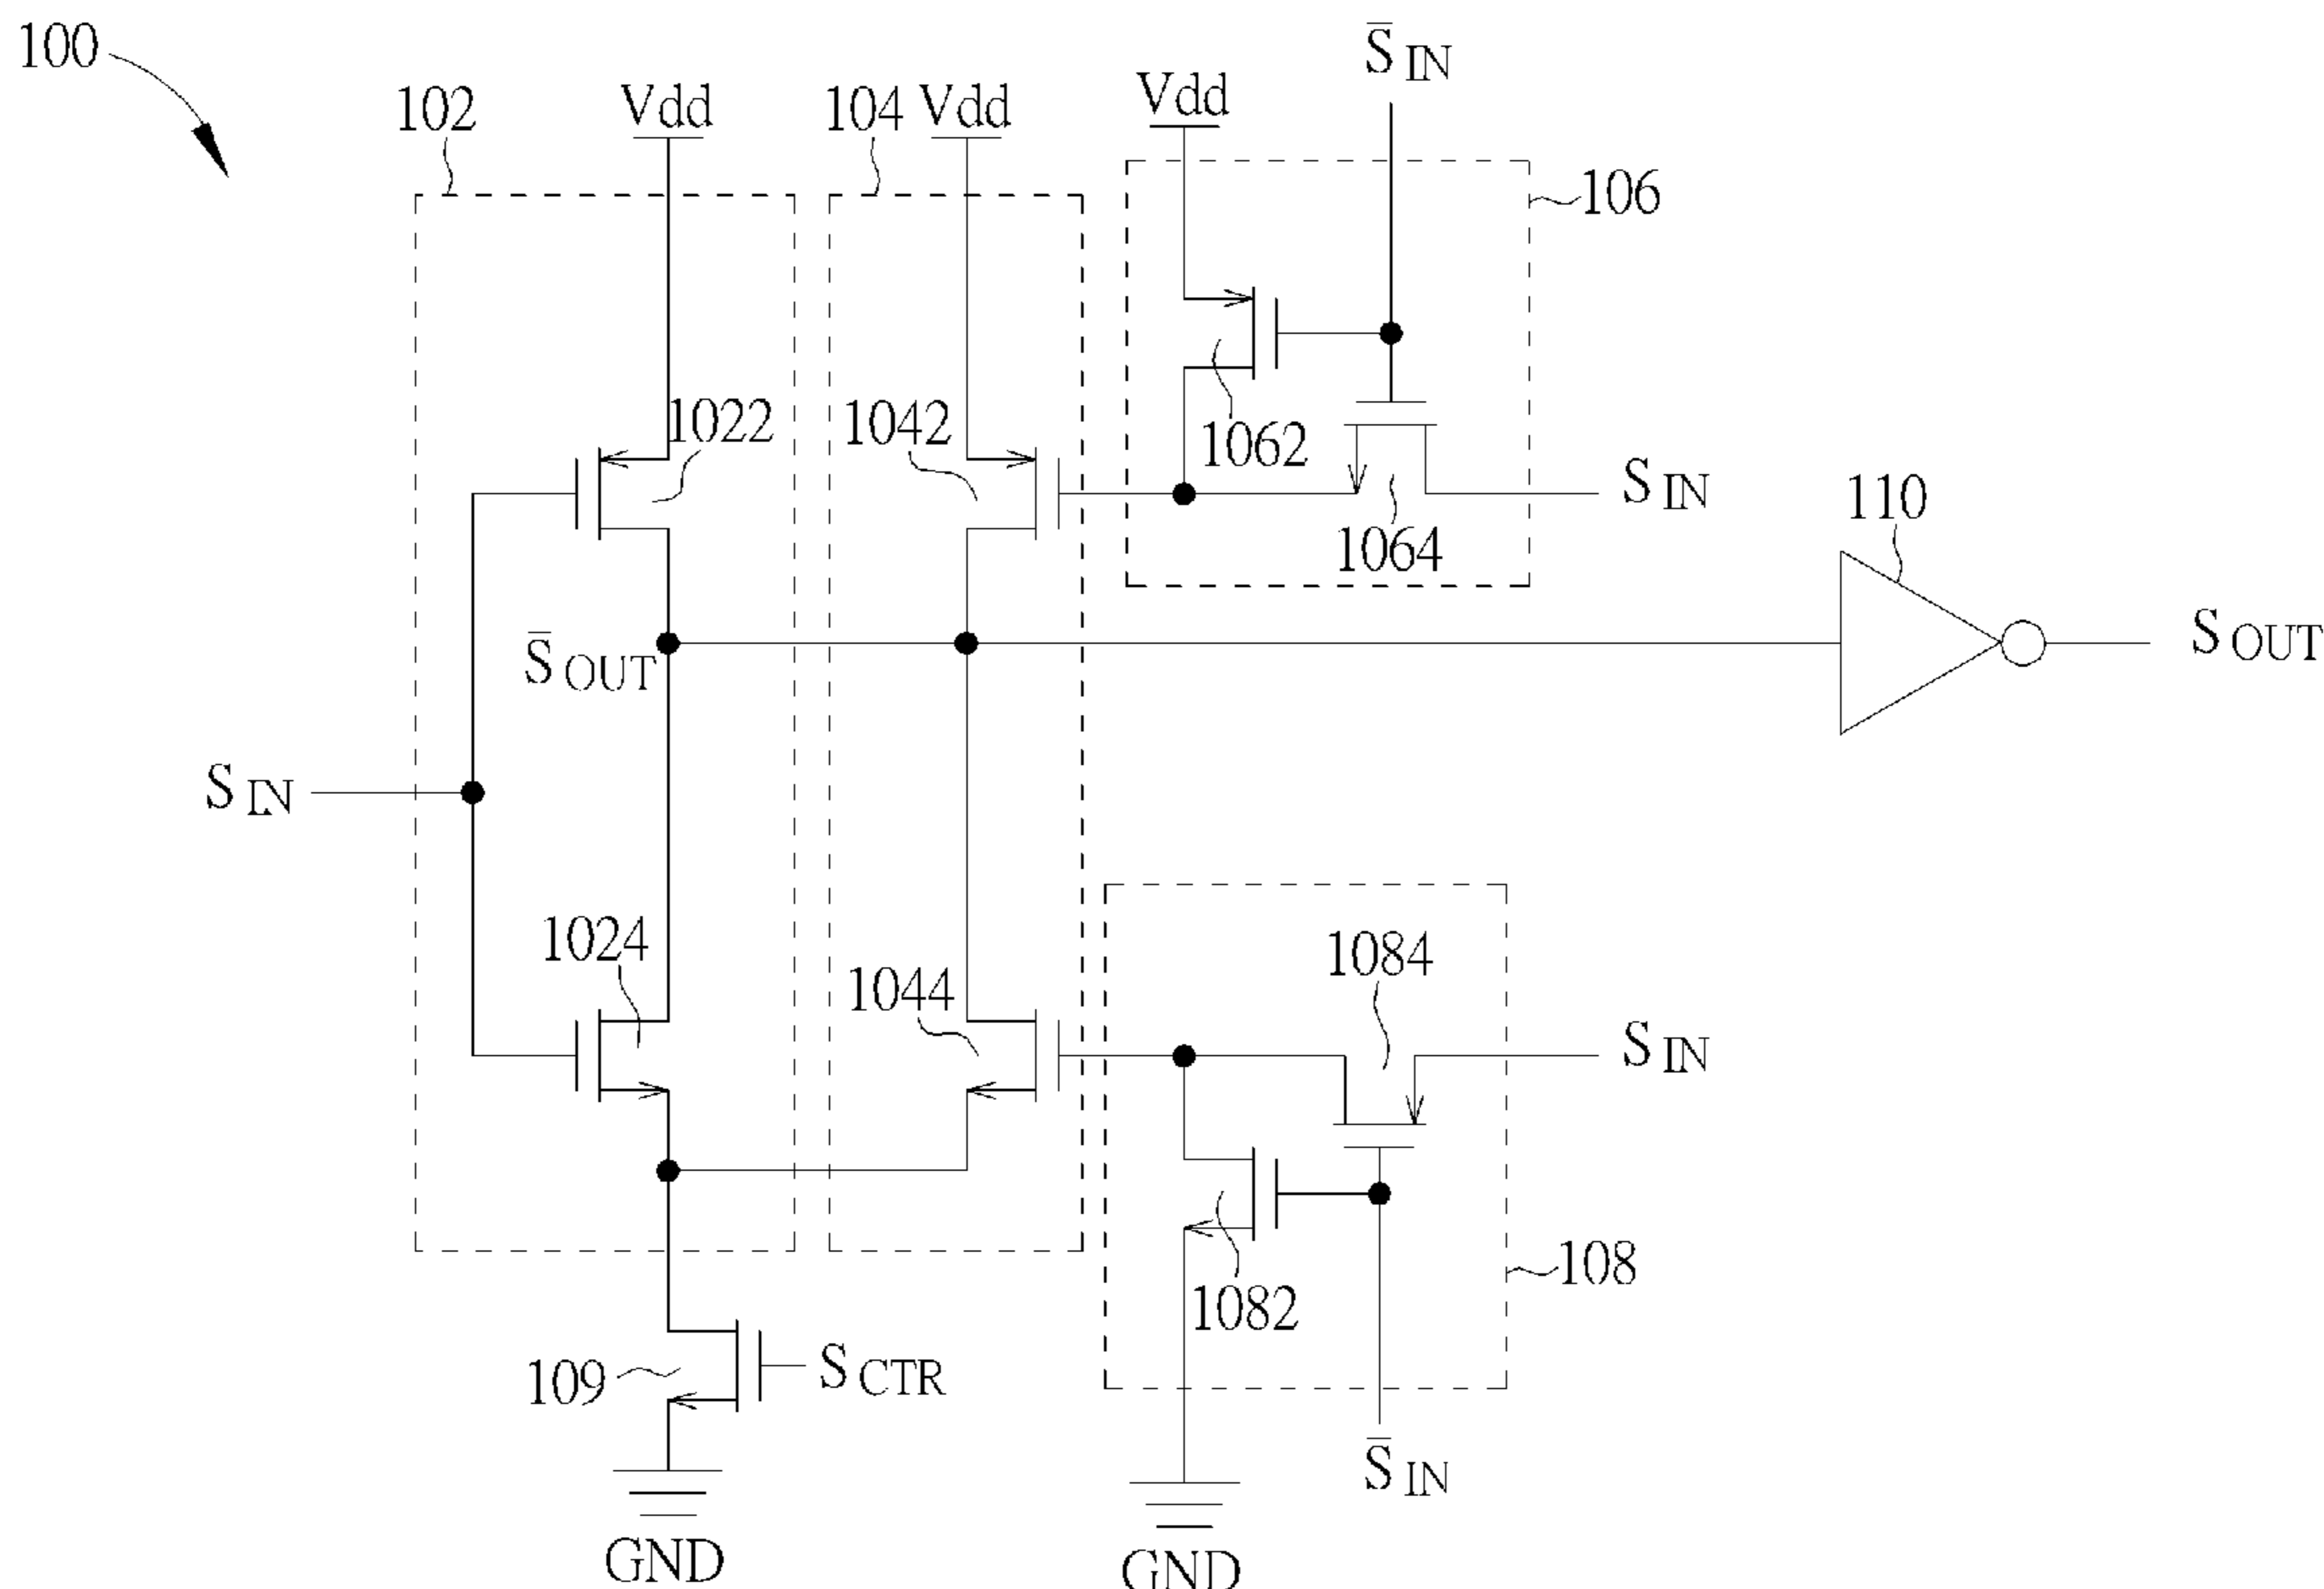 100
S̄ IN
102
Vdd
104
Vdd
Vdd
106
1022
1042
1062
S IN
1064
110
S̄ OUT
S OUT
S IN
1024
1044
1084
S IN
1082
108
109
S CTR
S̄ IN
GND
GND